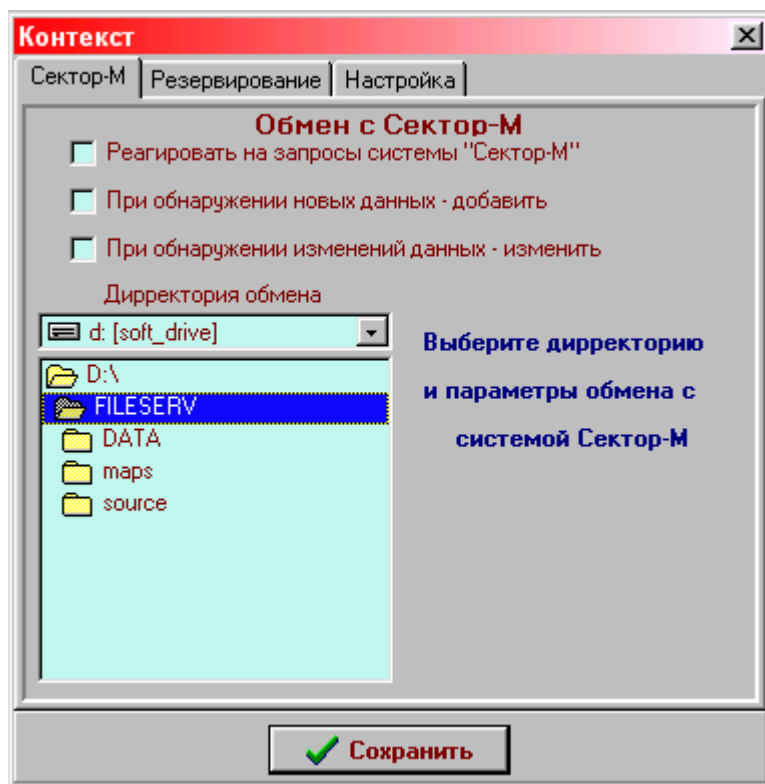 Контекст
Сектор-М
Резервирование
Настройка
Обмен с Сектор-М
Реагировать на запросы системы "Сектор-М"
При обнаружении новых данных - добавить
При обнаружении изменений данных - изменить
Дирректория обмена
d: [soft_drive]
D:\
FILESERV
DATA
maps
source
Выберите дирректорию
и параметры обмена с
системой Сектор-М
Сохранить